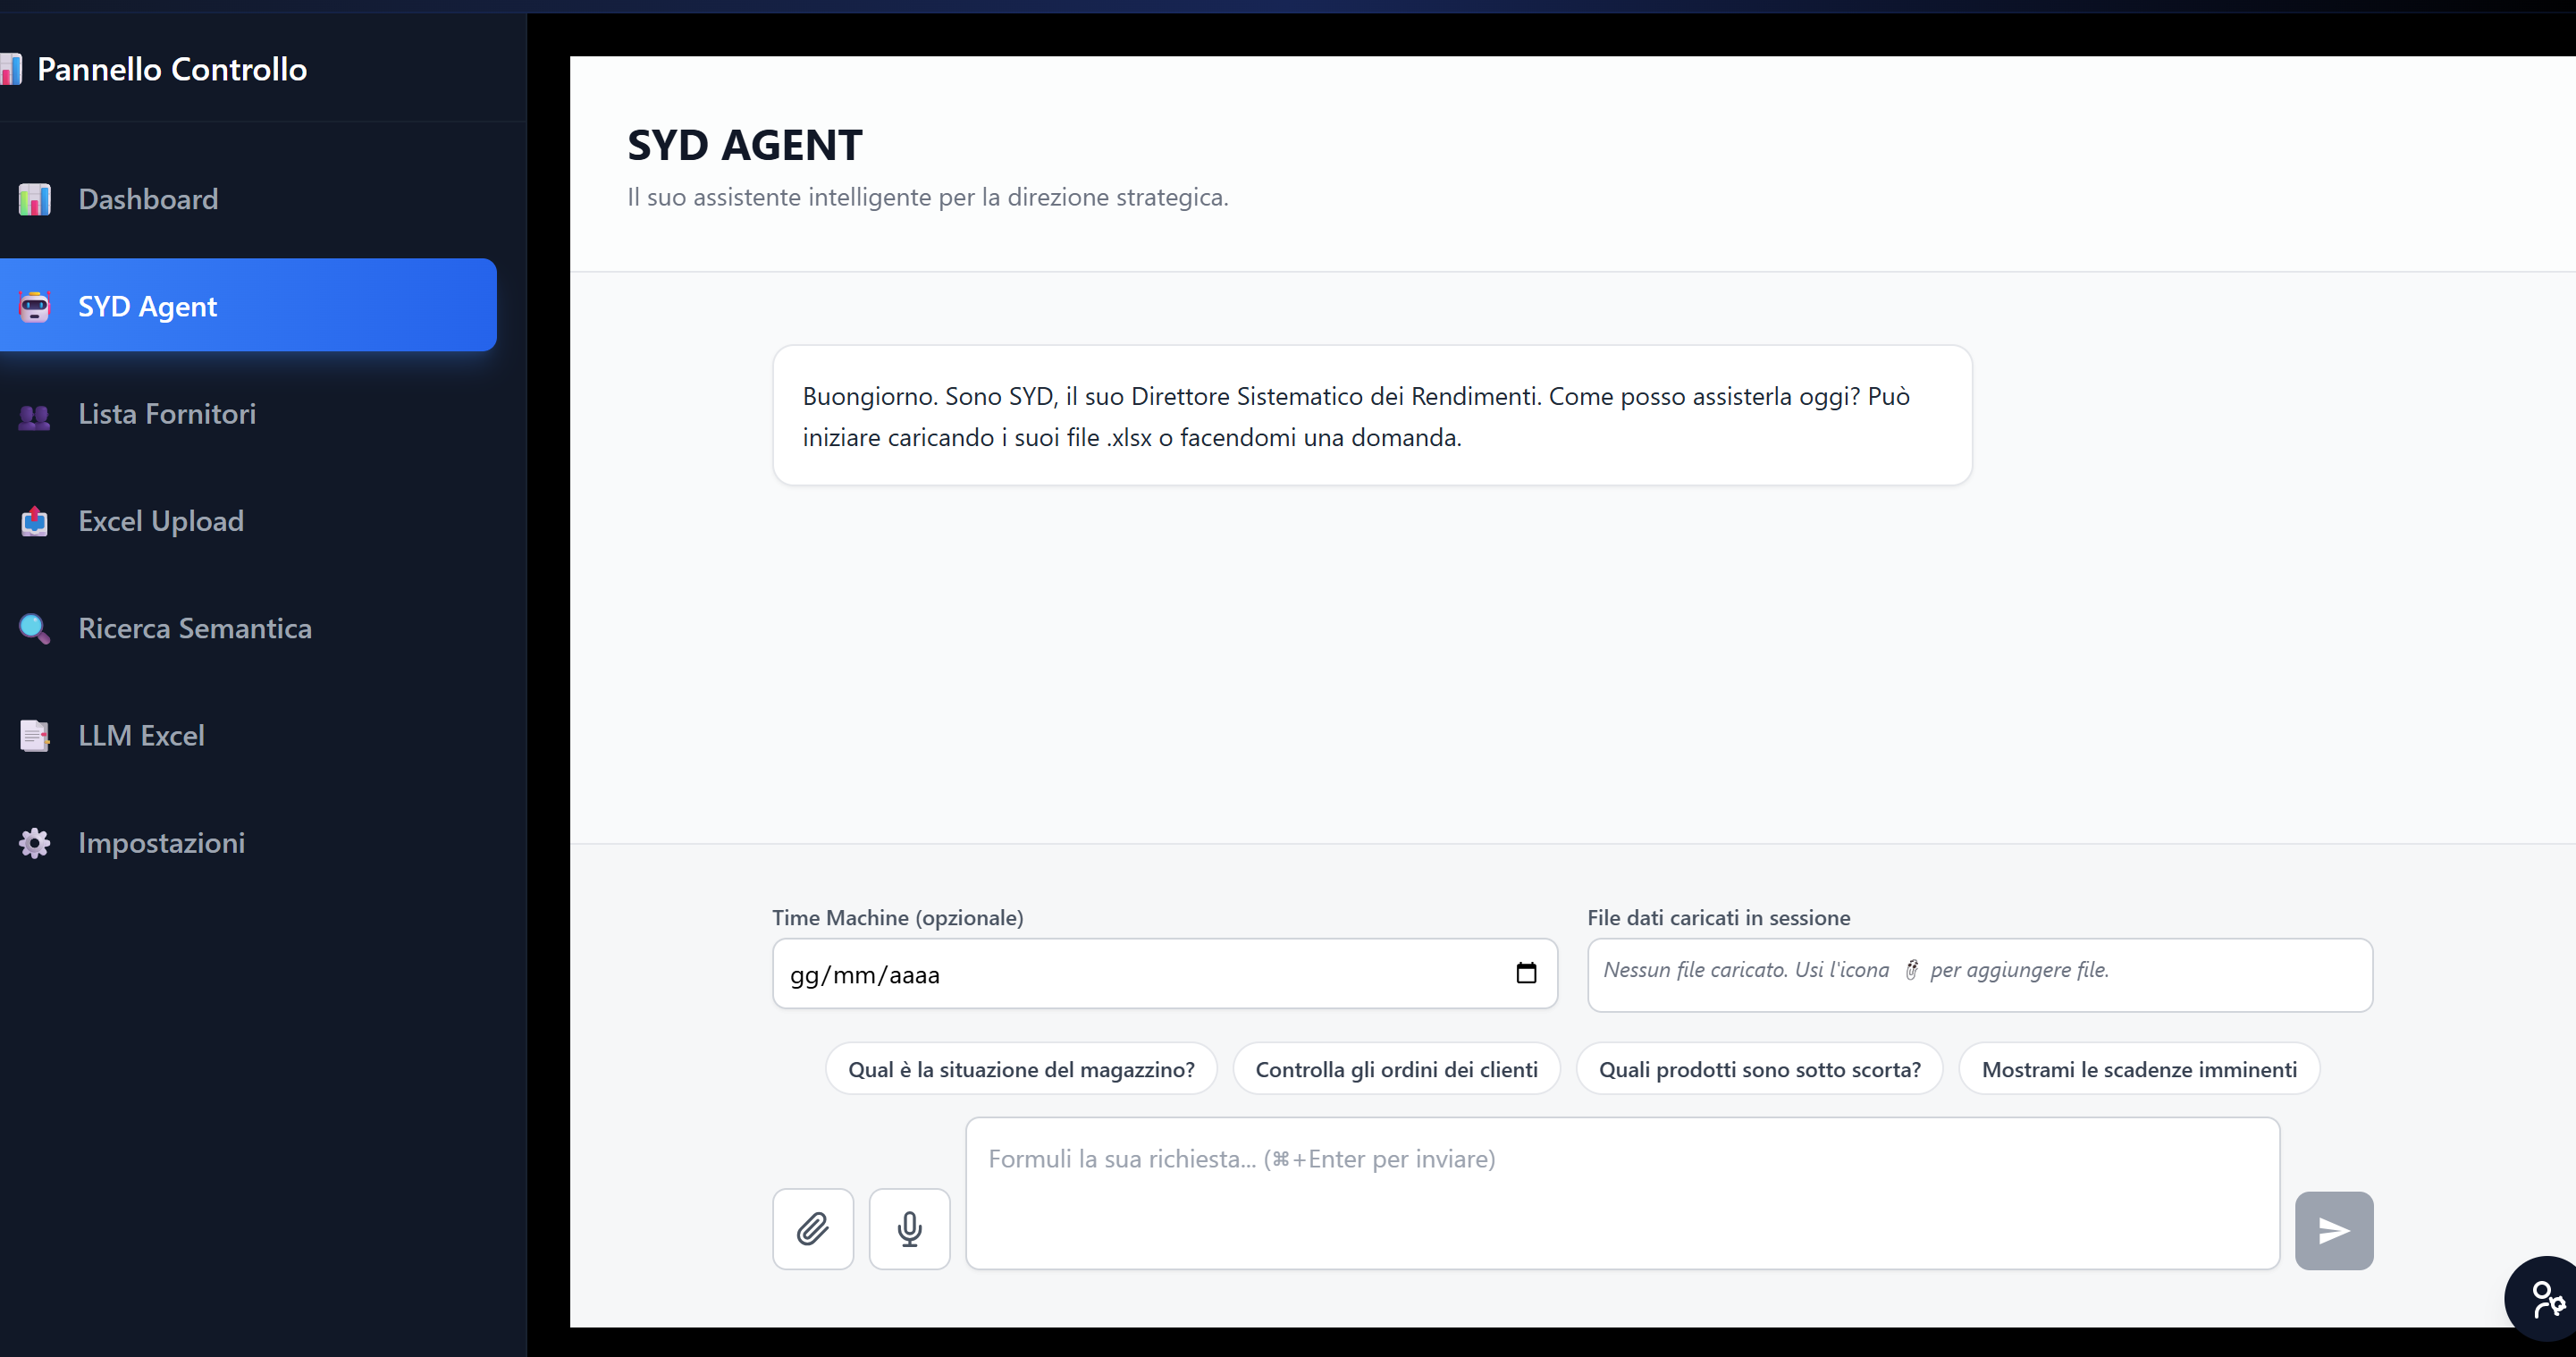 Pannello Controllo
Dashboard
SYD Agent
Lista Fornitori
Excel Upload
Ricerca Semantica
LLM Excel
Impostazioni
SYD AGENT
Il suo assistente intelligente per la direzione strategica.
Buongiorno. Sono SYD, il suo Direttore Sistematico dei Rendimenti. Come posso assisterla oggi? Può
iniziare caricando i suoi file .xlsx o facendomi una domanda.
Time Machine (opzionale)
gg/mm/aaaa
File dati caricati in sessione
Nessun file caricato. Usi l'icona 📎 per aggiungere file.
Qual è la situazione del magazzino?
Controlla gli ordini dei clienti
Quali prodotti sono sotto scorta?
Mostrami le scadenze imminenti
Formuli la sua richiesta... (⌘+Enter per inviare)